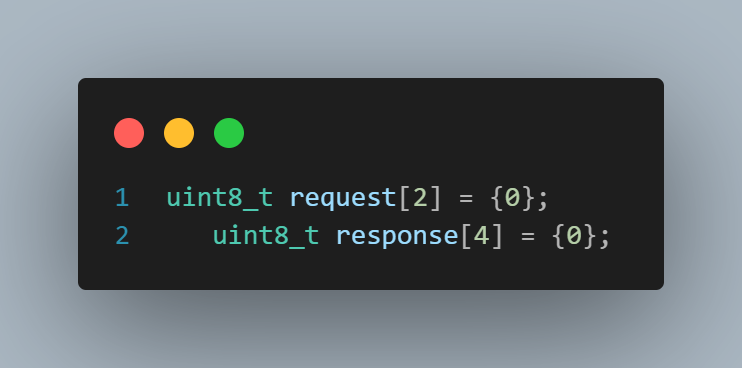 1 uint8_t request[2] = {0};
2    uint8_t response[4] = {0};